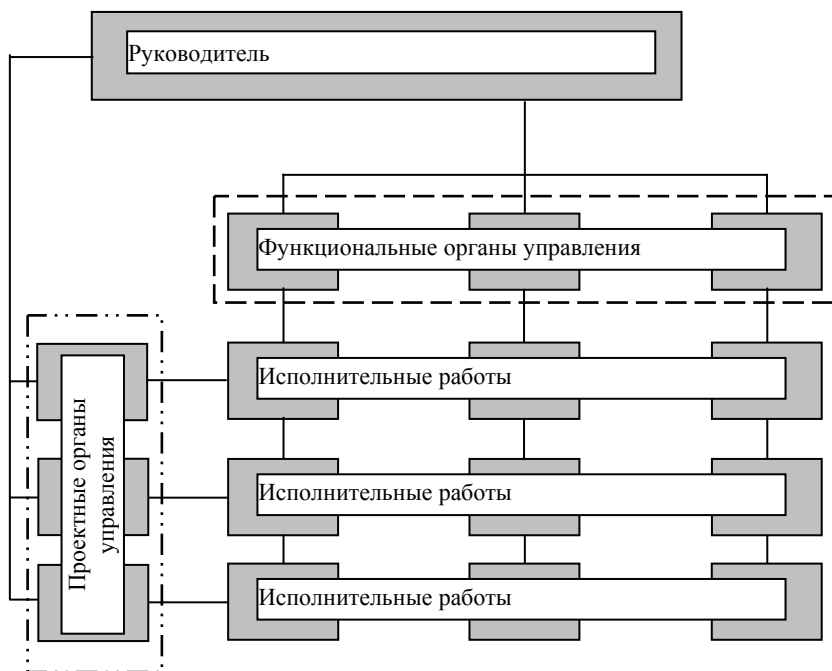 Руководитель
Функциональные органы управления
Исполнительные работы
Проектные органы
управления
Исполнительные работы
Исполнительные работы